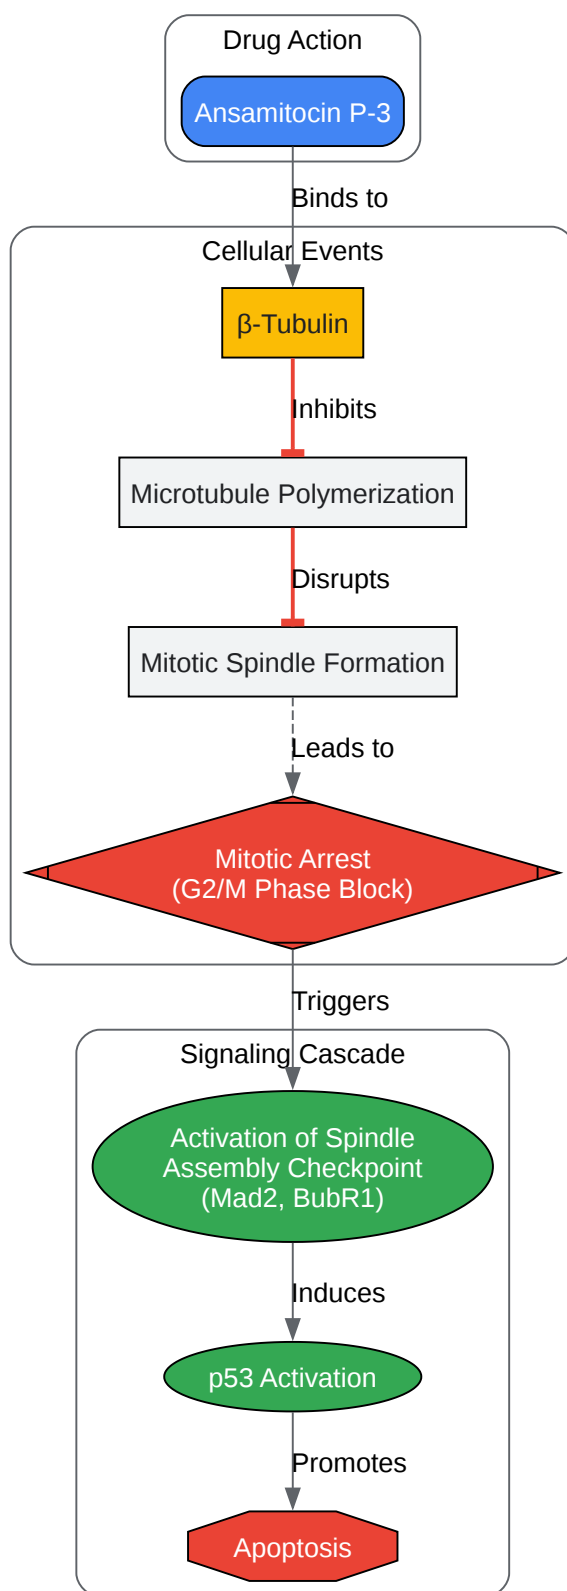 Drug Action
Ansamitocin P-3
Binds to
Cellular Events
β-Tubulin
Inhibits
Microtubule Polymerization
Disrupts
Mitotic Spindle Formation
Leads to
Mitotic Arrest
(G2/M Phase Block)
Triggers
Signaling Cascade
Activation of Spindle
Assembly Checkpoint
(Mad2, BubR1)
Induces
p53 Activation
Promotes
Apoptosis